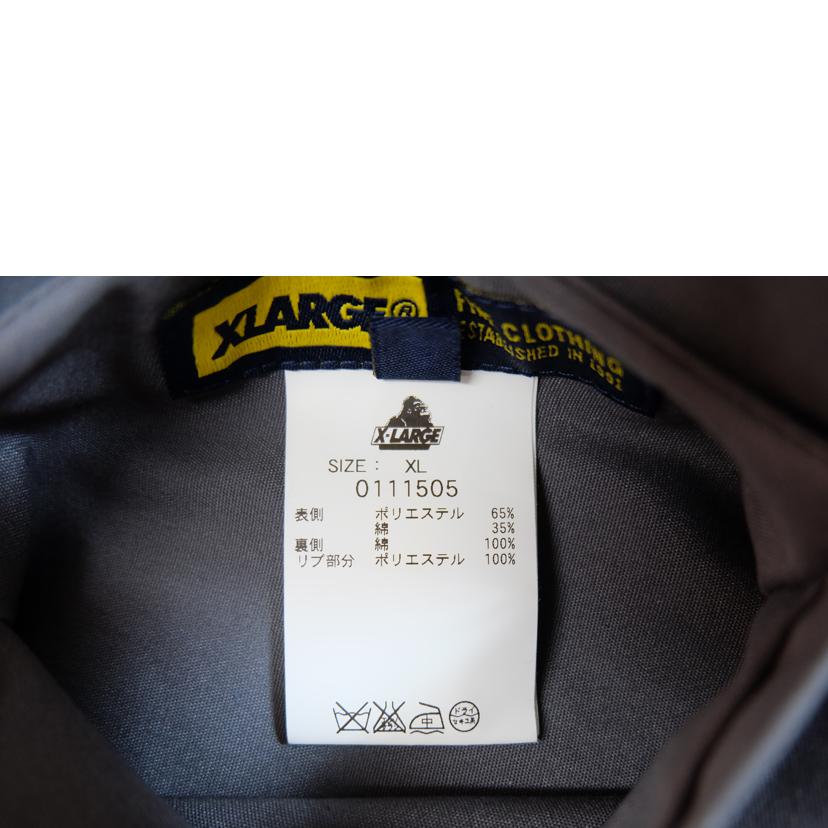 XLARGE®
CLOTHING
ESTABLISHED IN 1991
X-LARGE
SIZE : XL
0111505
表側 ポリエステル 65%
綿 35%
裏側 綿 100%
リブ部分 ポリエステル 100%
中
ドライ